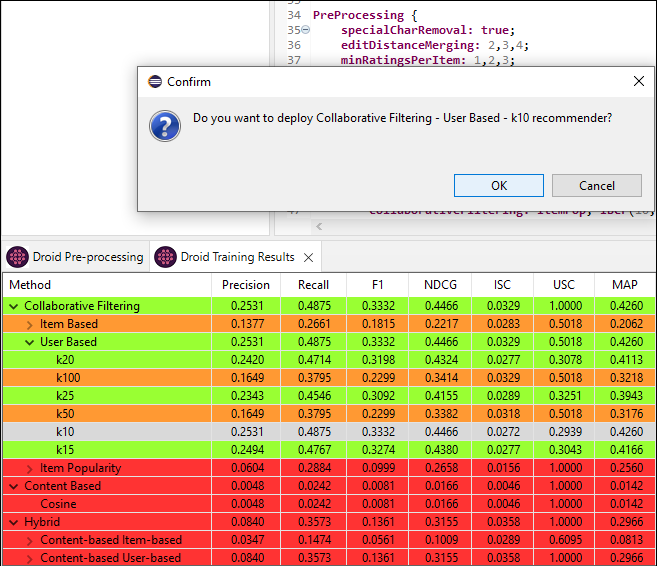 33
34 PreProcessing {
35 specialCharRemoval: true;
36 editDistanceMerging: 2,3,4;
37 minRatingsPerItem: 1,2,3;
Confirm
Do you want to deploy Collaborative Filtering - User Based - k10 recommender?
OK Cancel
47 CollaborativeFiltering: ItemPop,
Droid Pre-processing Droid Training Results
Method Precision Recall F1 NDCG ISC USC MAP
Collaborative Filtering 0.2531 0.4875 0.3332 0.4466 0.0329 1.0000 0.4260
Item Based 0.1377 0.2661 0.1815 0.2217 0.0283 0.5018 0.2062
User Based 0.2531 0.4875 0.3332 0.4466 0.0329 0.5018 0.4260
k20 0.2420 0.4714 0.3198 0.4324 0.0277 0.3078 0.4113
k100 0.1649 0.3795 0.2299 0.3414 0.0329 0.5018 0.3218
k25 0.2343 0.4546 0.3092 0.4155 0.0289 0.3251 0.3943
k50 0.1649 0.3795 0.2299 0.3382 0.0318 0.5018 0.3176
k10 0.2531 0.4875 0.3332 0.4466 0.0272 0.2939 0.4260
k15 0.2494 0.4767 0.3274 0.4380 0.0277 0.3043 0.4166
Item Popularity 0.0604 0.2884 0.0999 0.2658 0.0156 1.0000 0.2560
Content Based 0.0048 0.0242 0.0081 0.0166 0.0046 1.0000 0.0142
Cosine 0.0048 0.0242 0.0081 0.0166 0.0046 1.0000 0.0142
Hybrid 0.0840 0.3573 0.1361 0.3155 0.0358 1.0000 0.2966
Content-based Item-based 0.0347 0.1474 0.0561 0.1009 0.0288 0.6095 0.0813
Content-based User-based 0.0840 0.3573 0.1361 0.3155 0.0358 1.0000 0.2966